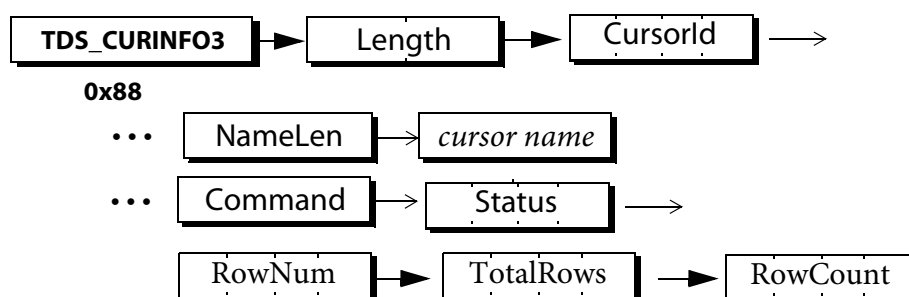 TDS_CURINFO3 Length CursorId
0x88
••• NameLen cursor name
••• Command Status
RowNum TotalRows RowCount